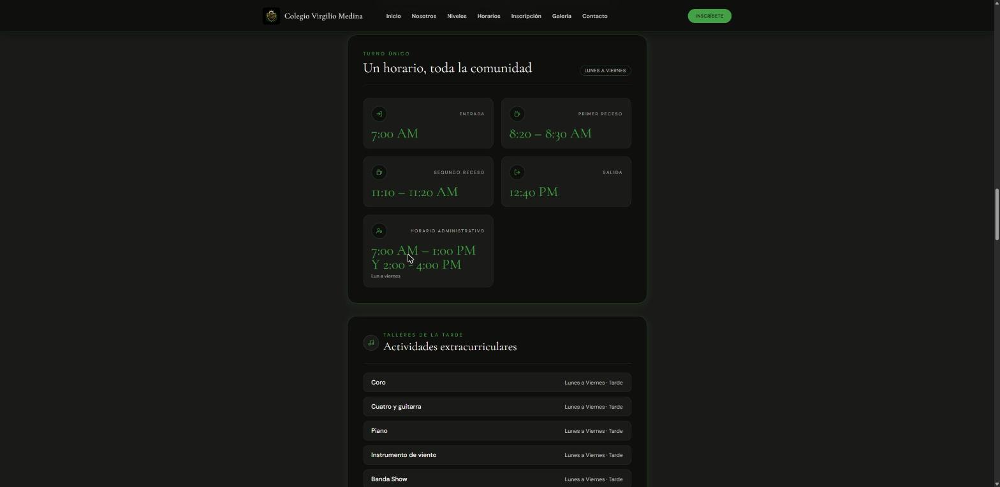 Colegio Virgilio Medina
Inicio Nosotros Niveles Horarios Inscripción Galería Contacto
INSCRÍBETE
TURNO ÚNICO
Un horario, toda la comunidad
LUNES A VIERNES
ENTRADA
7:00 AM
PRIMER RECESO
8:20 – 8:30 AM
SEGUNDO RECESO
11:10 – 11:20 AM
SALIDA
12:40 PM
HORARIO ADMINISTRATIVO
7:00 AM – 1:00 PM
Y 2:00 - 4:00 PM
Lun a viernes
TALLERES DE LA TARDE
Actividades extracurriculares
Coro Lunes a Viernes · Tarde
Cuatro y guitarra Lunes a Viernes · Tarde
Piano Lunes a Viernes · Tarde
Instrumento de viento Lunes a Viernes · Tarde
Banda Show Lunes a Viernes · Tarde